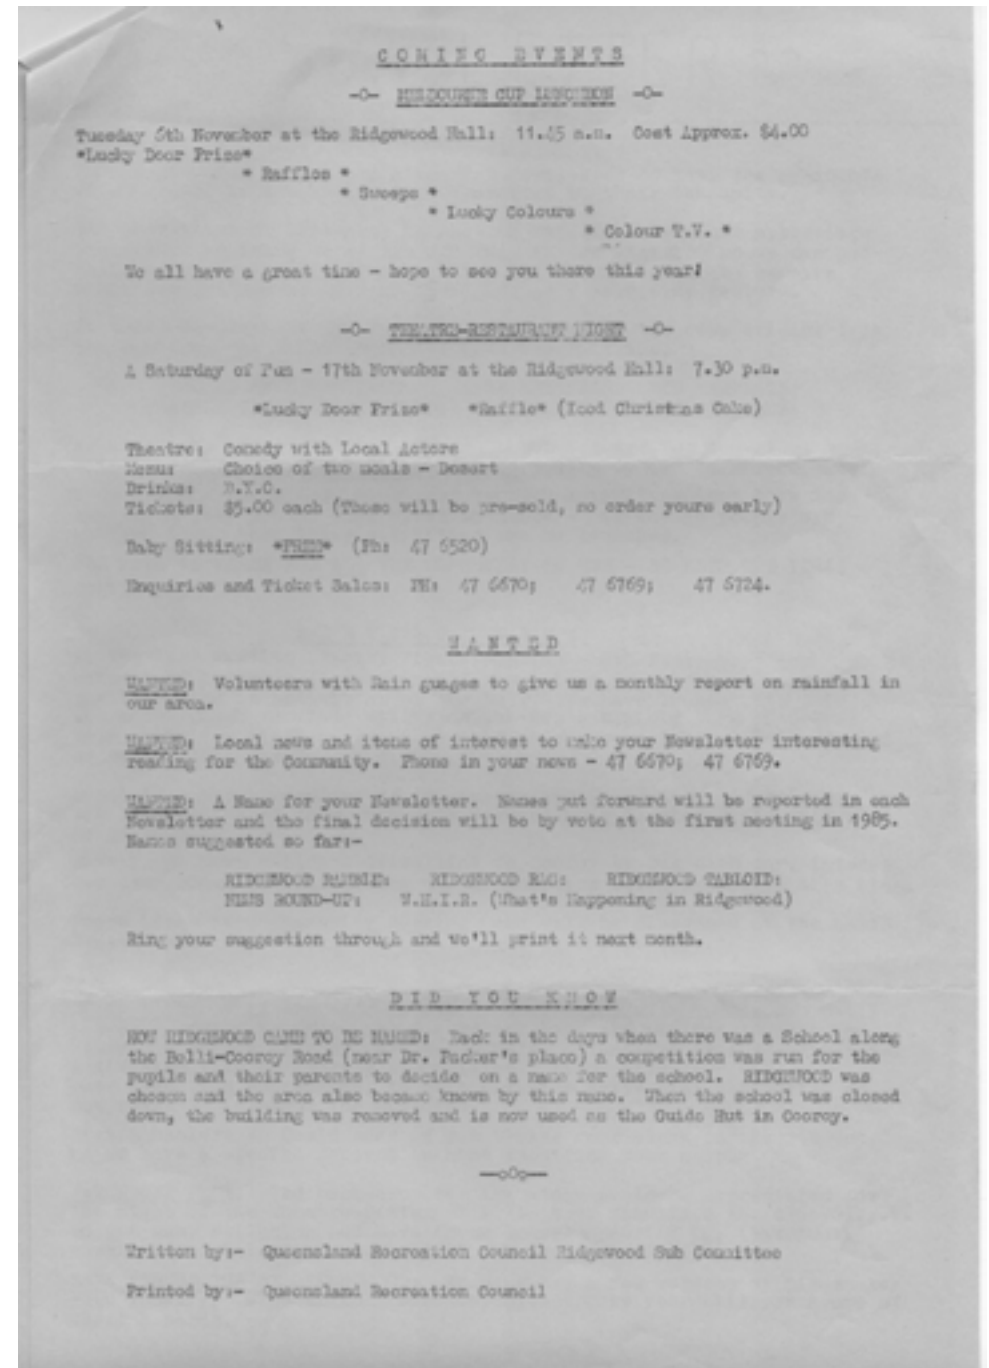 COMING EVENTS
-O- MELBOURNE CUP LUNCHEON -O-
Tuesday 6th November at the Ridgewood Hall: 11.45 a.m. Cost Approx. $4.00
*Lucky Door Prize*
* Raffles *
* Sweeps *
* Lucky Colours *
* Colour T.V. *
We all have a great time - hope to see you there this year!
-O- THEATRE-RESTAURANT NIGHT -O-
A Saturday of Fun - 17th November at the Ridgewood Hall: 7.30 p.m.
*Lucky Door Prize* *Raffle* (Iced Christmas Cake)
Theatre: Comedy with Local Actors
Menu: Choice of two meals - Desert
Drinks: B.Y.O.
Tickets: $5.00 each (These will be pre-sold, so order yours early)
Baby Sitting: *FREE* (Ph: 47 6520)
Enquiries and Ticket Sales: PH: 47 6670; 47 6769; 47 6724.
WANTED
WANTED: Volunteers with Rain guages to give us a monthly report on rainfall in
our area.
WANTED: Local news and items of interest to make your Newsletter interesting
reading for the Community. Phone in your news - 47 6670; 47 6769.
WANTED: A Name for your Newsletter. Names put forward will be reported in each
Newsletter and the final decision will be by vote at the first meeting in 1985.
Names suggested so far:-
RIDGEWOOD RAMBLE: RIDGEWOOD RAG: RIDGEWOOD TABLOID:
NEWS ROUND-UP: W.H.I.R. (What's Happening in Ridgewood)
Ring your suggestion through and we'll print it next month.
DID YOU KNOW
HOW RIDGEWOOD CAME TO BE NAMED: Back in the days when there was a School along
the Belli-Cooroy Road (near Dr. Packer's place) a competition was run for the
pupils and their parents to decide on a name for the school. RIDGEWOOD was
chosen and the area also became known by this name. When the school was closed
down, the building was removed and is now used as the Guide Hut in Cooroy.
—oOo—
Written by:- Queensland Recreation Council Ridgewood Sub Committee
Printed by:- Queensland Recreation Council